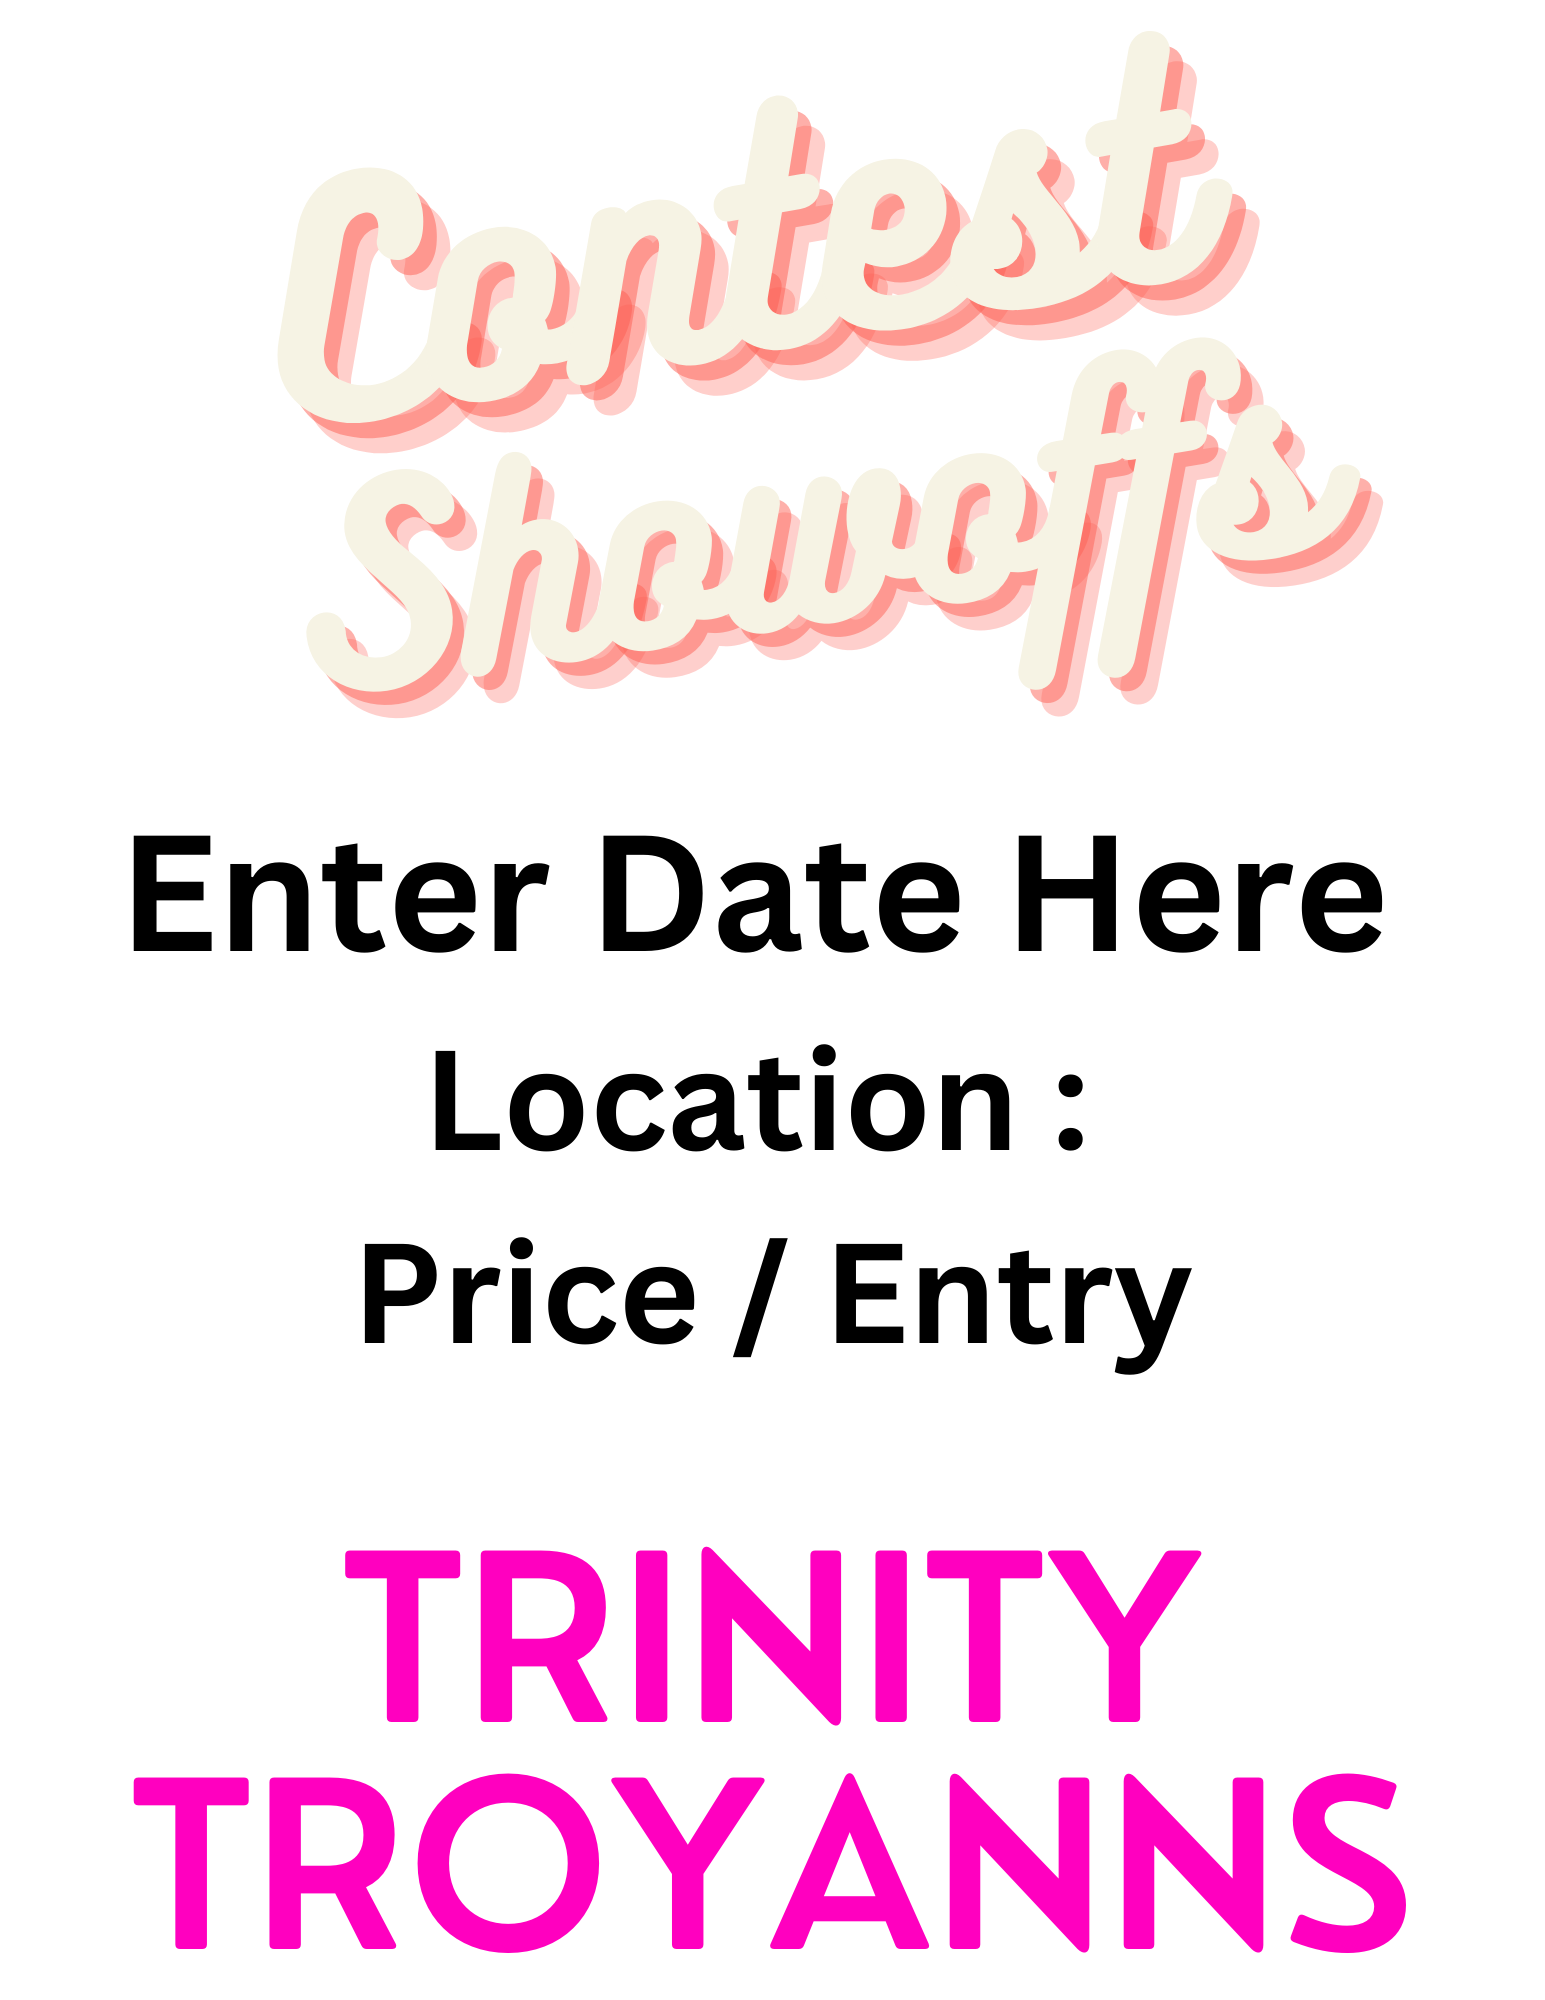 Contest
Showoffs
Enter Date Here
Location :
Price / Entry
TRINITY
TROYANNS